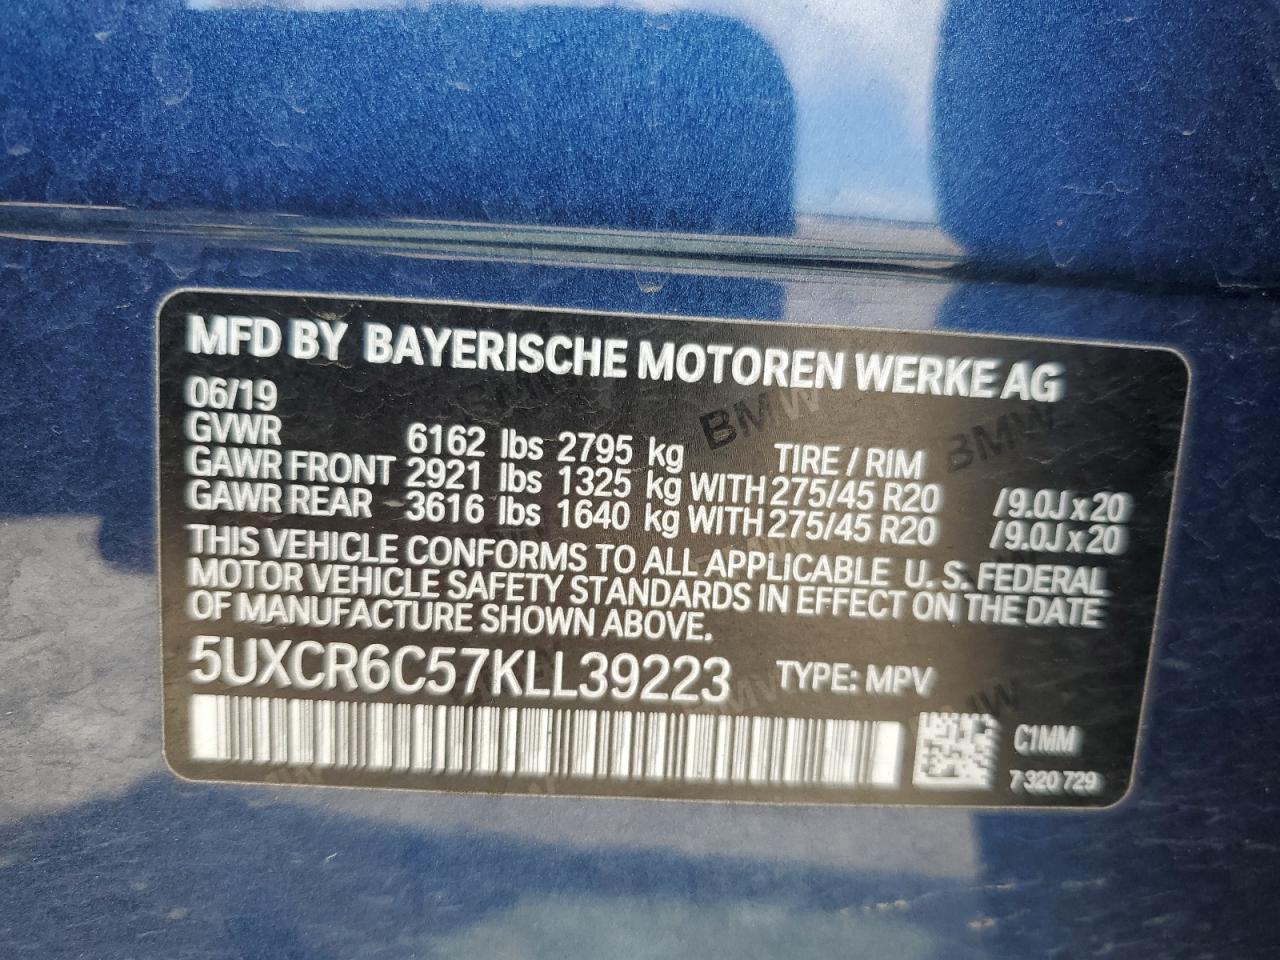 MFD BY BAYERISCHE MOTOREN WERKE AG
06/19
GVWR 6162 lbs 2795 kg TIRE / RIM
GAWR FRONT 2921 lbs 1325 kg WITH 275/45 R20 /9.0J x 20
GAWR REAR 3616 lbs 1640 kg WITH 275/45 R20 /9.0J x 20
THIS VEHICLE CONFORMS TO ALL APPLICABLE U.S. FEDERAL
MOTOR VEHICLE SAFETY STANDARDS IN EFFECT ON THE DATE
OF MANUFACTURE SHOWN ABOVE.
5UXCR6C57KLL39223 TYPE: MPV
C1MM
7 320 729
BMW
BMW